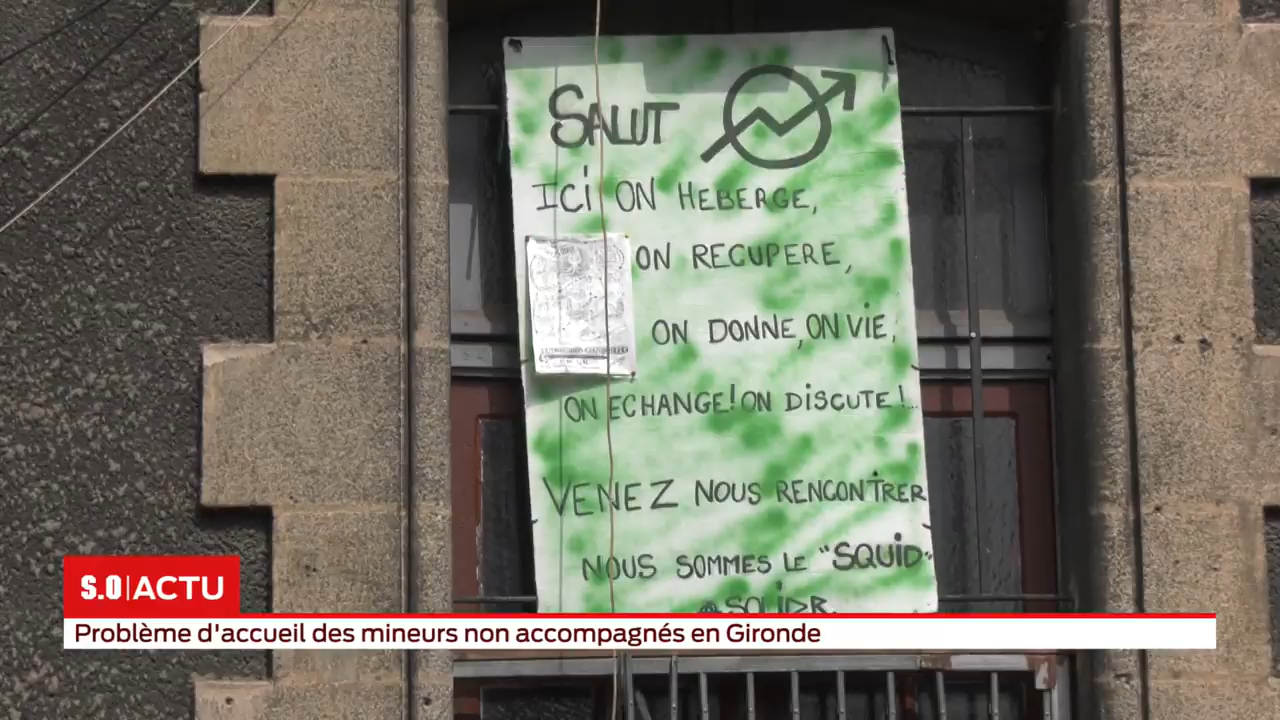 SALUT
ICI ON HEBERGE,
ON RECUPERE,
ON DONNE, ON VIE,
ON ECHANGE! ON DISCUTE!...
VENEZ NOUS RENCONTRER
NOUS SOMMES LE "SQUID"
S.O ACTU
Problème d'accueil des mineurs non accompagnés en Gironde